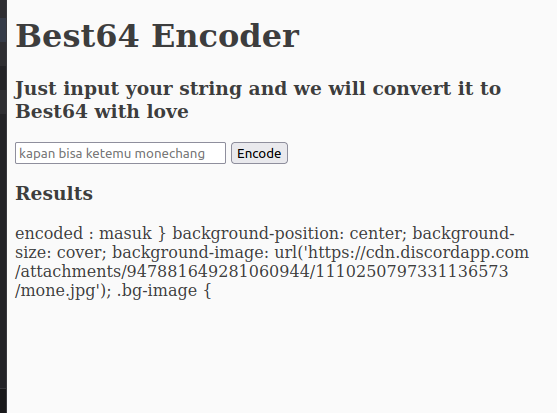 Best64 Encoder
Just input your string and we will convert it to
Best64 with love
kapan bisa ketemu monechang
Encode
Results
encoded : masuk } background-position: center; background-
size: cover; background-image: url('https://cdn.discordapp.com
/attachments/947881649281060944/1110250797331136573
/mone.jpg'); .bg-image {